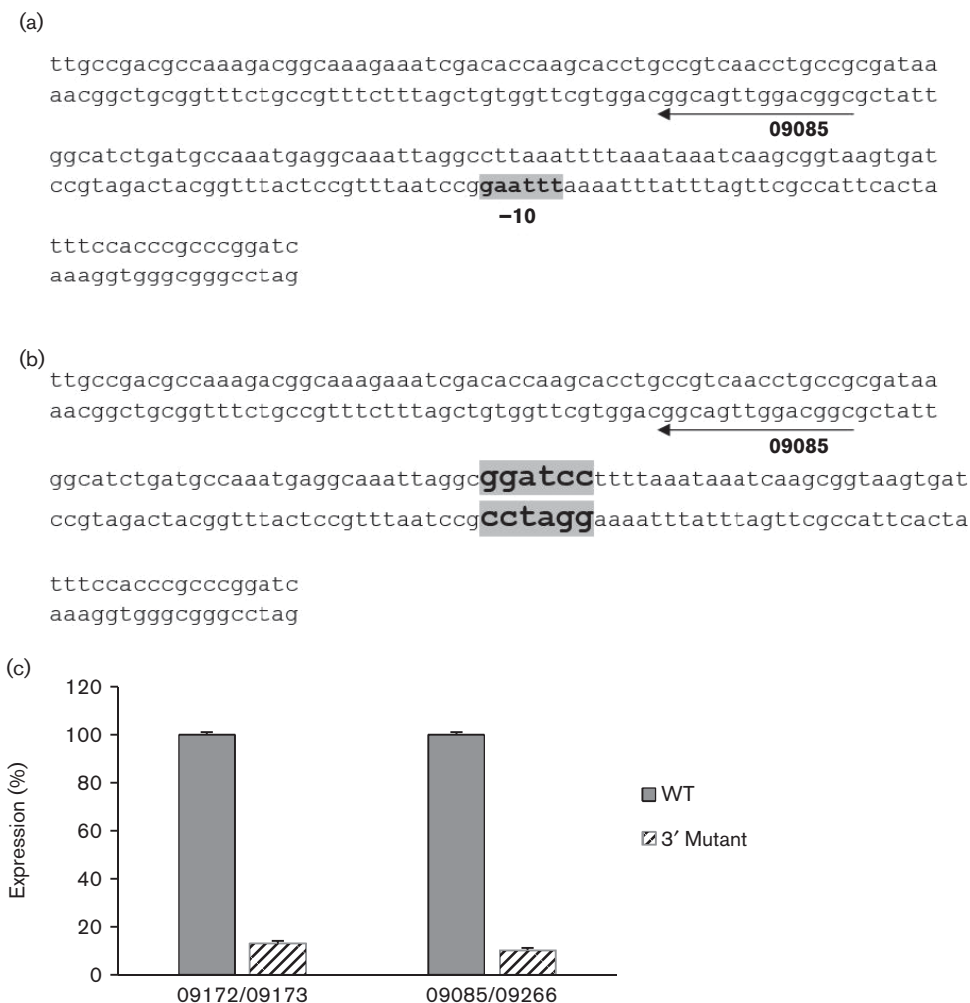 (a)
ttgccgacgccaaagacggcaaagaaatcgacaccaagcacctgccgtcaacctgccgcgataa
aacggctgcggtttctgccgtttctttagctgtggttcgtggacggcagttggacggcgctatt
09085
ggcatctgatgccaaatgaggcaaattaggccttaaattttaaataaatcaagcggtaagtgat
ccgtagactacggtttactccgtttaatccggaatttaaaatttatttagttcgccattcacta
−10
tttccacccgcccggatc
aaaggtgggcgggcctag
(b)
ttgccgacgccaaagacggcaaagaaatcgacaccaagcacctgccgtcaacctgccgcgataa
aacggctgcggtttctgccgtttctttagctgtggttcgtggacggcagttggacggcgctatt
09085
ggcatctgatgccaaatgaggcaaattaggcggatccttttaaataaatcaagcggtaagtgat
ccgtagactacggtttactccgtttaatccgcctaggaaaatttatttagttcgccattcacta
tttccacccgcccggatc
aaaggtgggcgggcctag
(c)
Expression (%)
120
100
80
60
40
20
0
WT
3′ Mutant
09172/09173
09085/09266